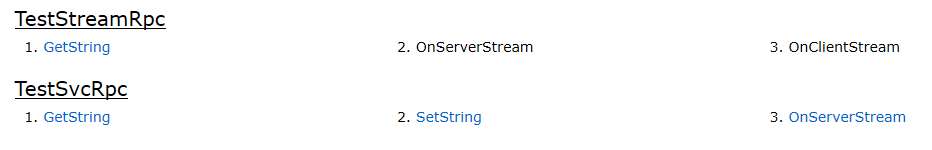 TestStreamRpc
1. GetString 2. OnServerStream 3. OnClientStream
TestSvcRpc
1. GetString 2. SetString 3. OnServerStream